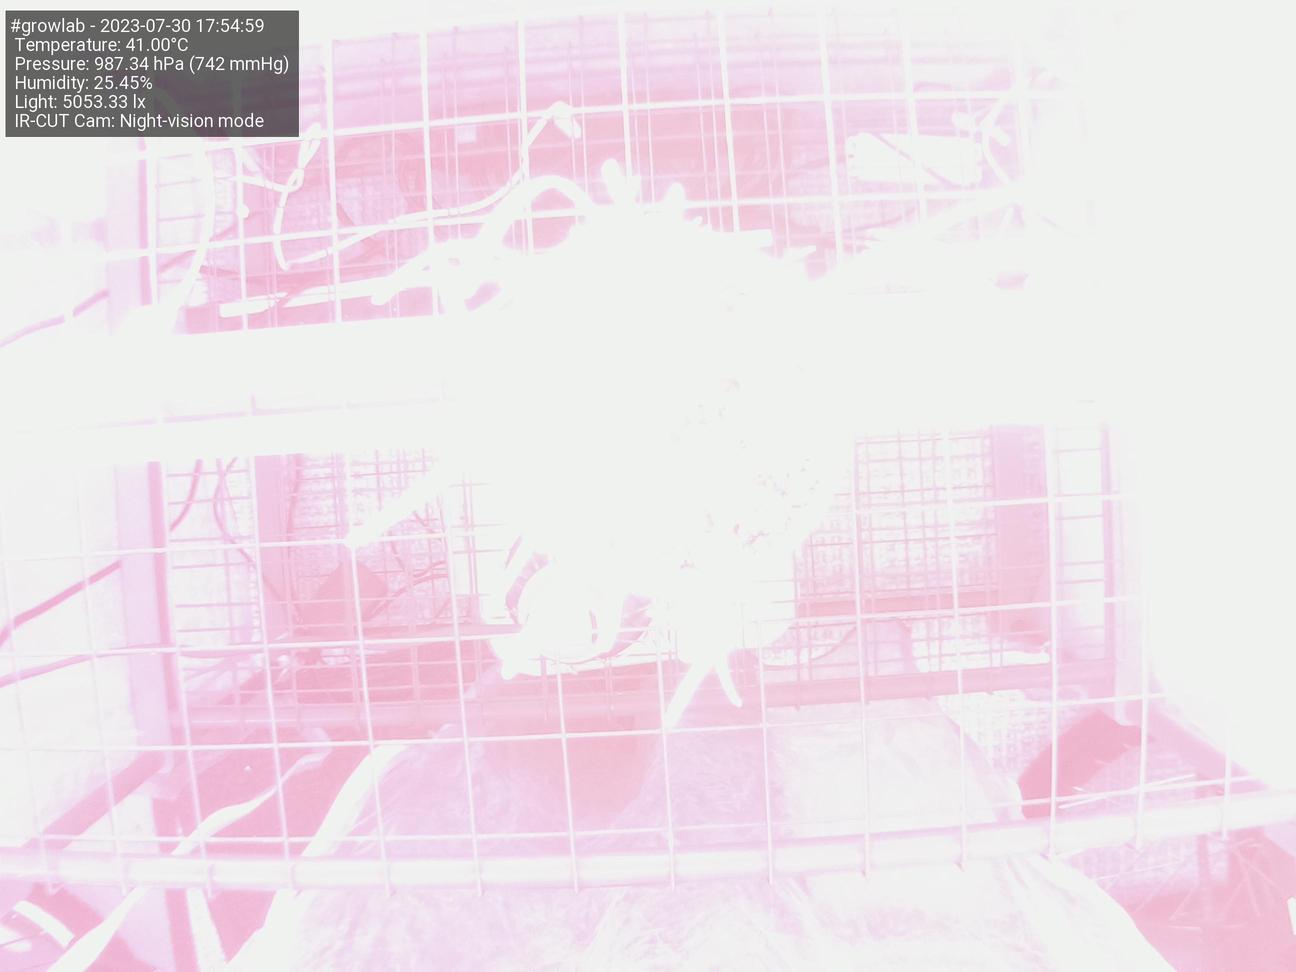 #growlab - 2023-07-30 17:54:59
Temperature: 41.00°C
Pressure: 987.34 hPa (742 mmHg)
Humidity: 25.45%
Light: 5053.33 lx
IR-CUT Cam: Night-vision mode